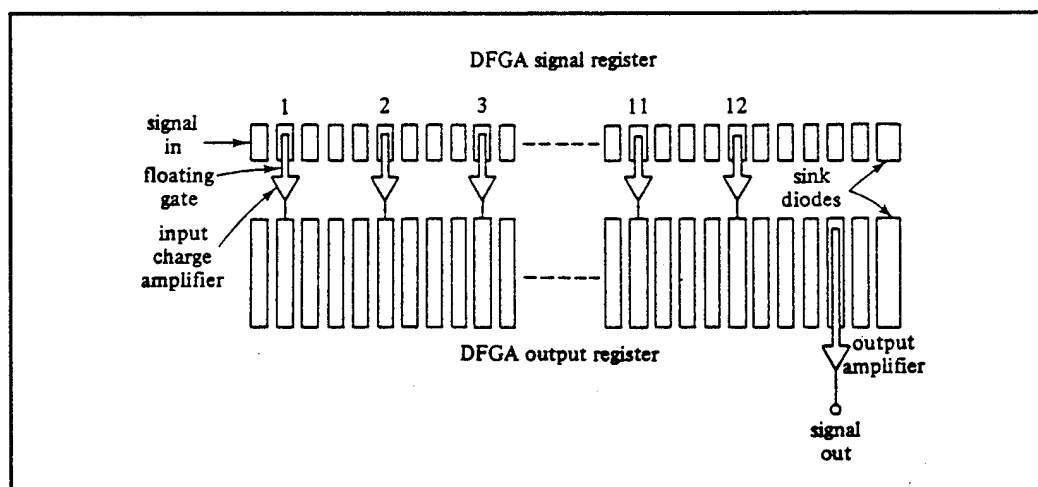 DFGA signal register
1 2 3 11 12
signal
in
floating
gate
input
charge
amplifier
sink
diodes
DFGA output register
output
amplifier
signal
out